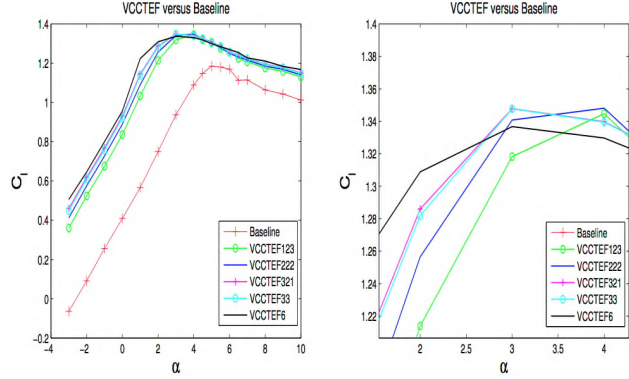 VCCTEF versus Baseline
1.4
1.2
1
0.8
0.6
0.4
0.2
0
−0.2
C_l
−4
−2
0
2
4
6
8
10
α
Baseline
VCCTEF123
VCCTEF222
VCCTEF321
VCCTEF33
VCCTEF6
VCCTEF versus Baseline
1.4
1.38
1.36
1.34
1.32
1.3
1.28
1.26
1.24
1.22
C_l
2
2.5
3
3.5
4
α
Baseline
VCCTEF123
VCCTEF222
VCCTEF321
VCCTEF33
VCCTEF6